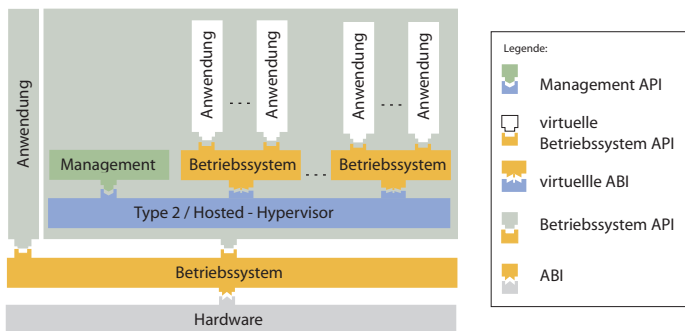 Anwendung
Anwendung
...
Anwendung
Anwendung
...
Anwendung
Management
Betriebssystem
...
Betriebssystem
Type 2 / Hosted - Hypervisor
Betriebssystem
Hardware
Legende:
Management API
virtuelle
Betriebssystem API
virtuellle ABI
Betriebssystem API
ABI